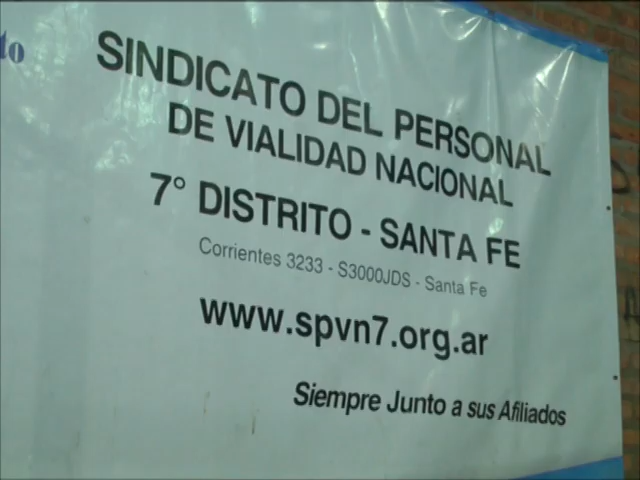 to
SINDICATO DEL PERSONAL
DE VIALIDAD NACIONAL
7° DISTRITO - SANTA FE
Corrientes 3233 - S3000JDS - Santa Fe
www.spvn7.org.ar
Siempre Junto a sus Afiliados